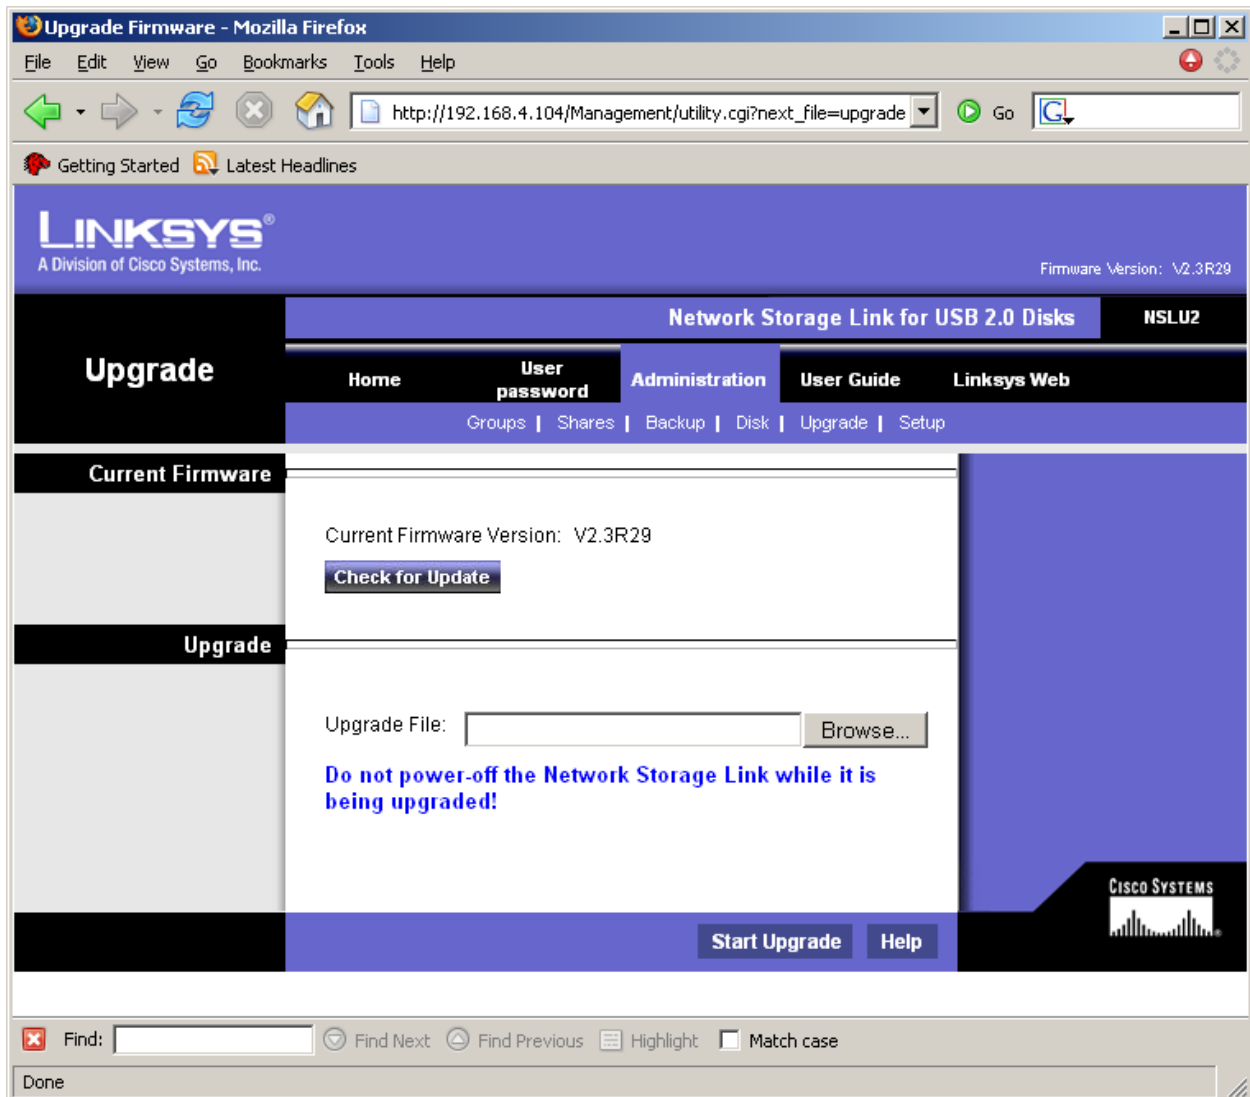 Upgrade Firmware - Mozilla Firefox
File Edit View Go Bookmarks Tools Help
http://192.168.4.104/Management/utility.cgi?next_file=upgrade Go G
Getting Started Latest Headlines
LINKSYS®
A Division of Cisco Systems, Inc.
Firmware Version: V2.3R29
Network Storage Link for USB 2.0 Disks NSLU2
Upgrade
Home User password Administration User Guide Linksys Web
Groups | Shares | Backup | Disk | Upgrade | Setup
Current Firmware
Current Firmware Version: V2.3R29
Check for Update
Upgrade
Upgrade File: Browse...
Do not power-off the Network Storage Link while it is
being upgraded!
CISCO SYSTEMS
®
Start Upgrade Help
Find: Find Next Find Previous Highlight Match case
Done